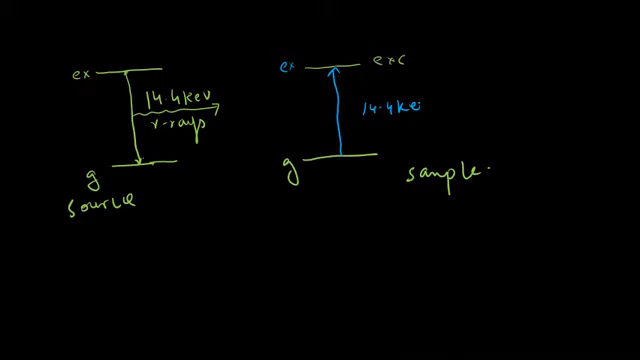 ex
14.4kev
r-rays
g
source
ex
exc
14.4ke
g
sample